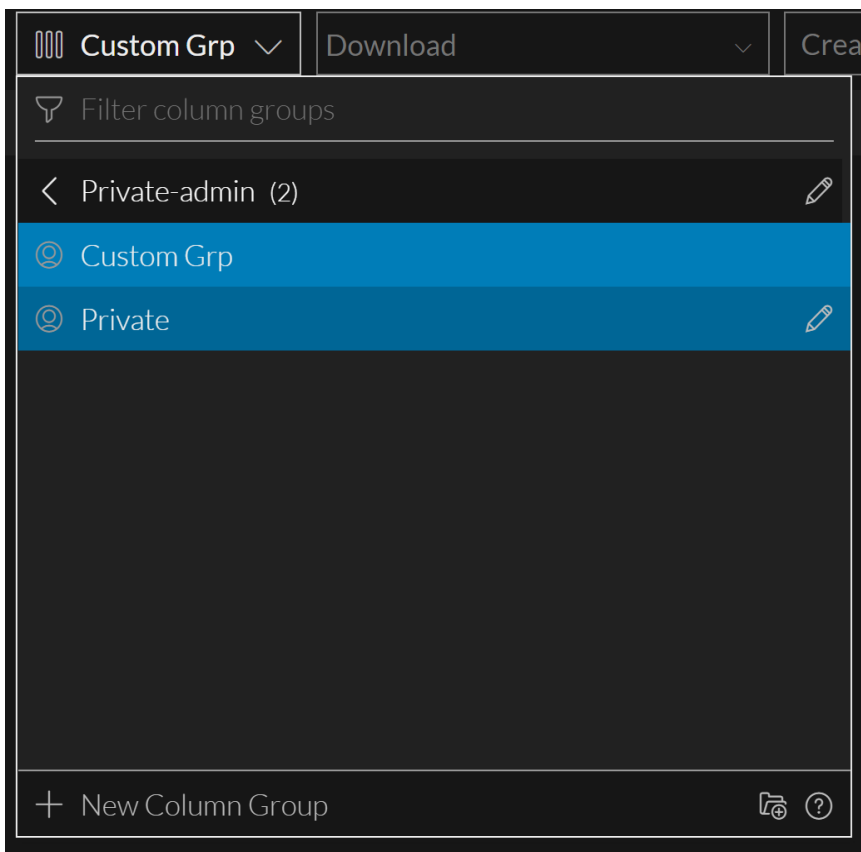 Custom Grp
Download
Crea
Filter column groups
Private-admin (2)
Custom Grp
Private
New Column Group